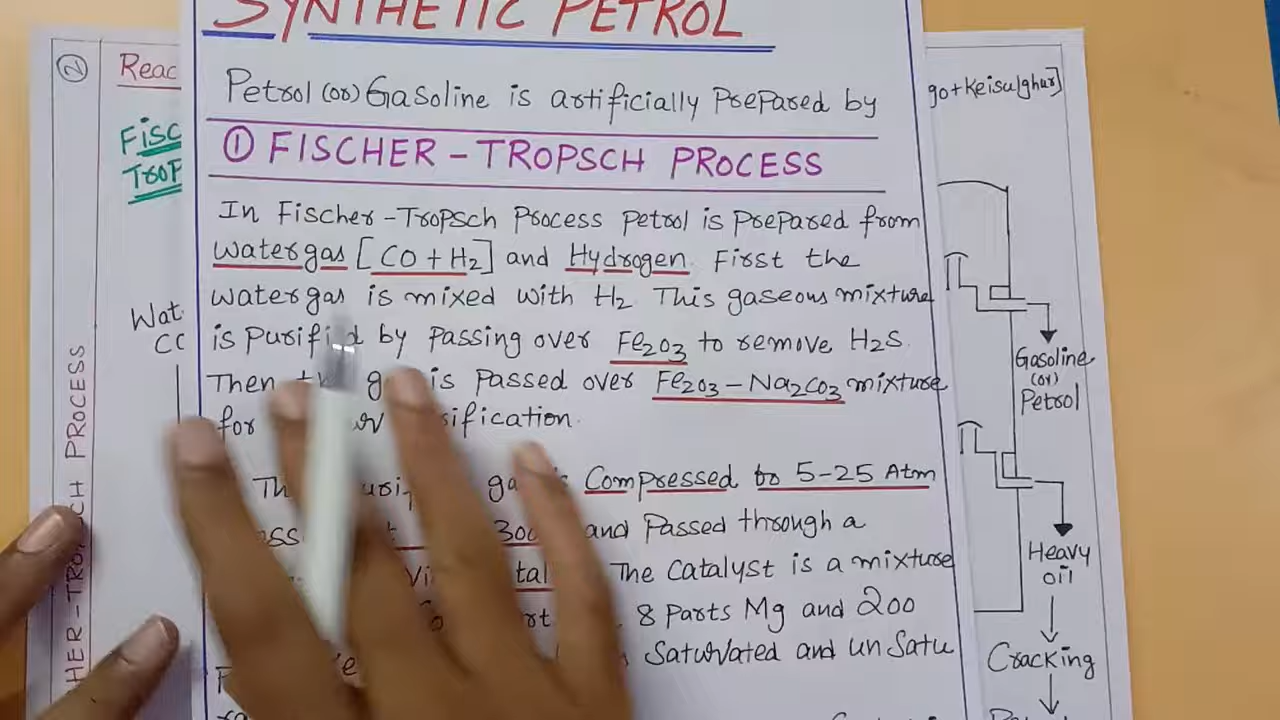 SYNTHETIC PETROL
Petrol (or) Gasoline is artificially Prepared by
① FISCHER - TROPSCH PROCESS
In Fischer - Tropsch Process Petrol is Prepared from
watergas [CO + H2] and Hydrogen. First the
watergas is mixed with H2. This gaseous mixture
is Purified by Passing over Fe2O3 to remove H2S.
Then is Passed over Fe2O3 - Na2CO3 mixture
for
Compressed to 5-25 Atm
and Passed through a
The Catalyst is a mixture
8 Parts Mg and 200
Saturated and un Satu
②
Reac
Fisc
Trop
Wat
CC
HER-TROPSCH PROCESS
go + Keisulghur]
Gasoline
(or)
Petrol
Heavy
oil
Cracking